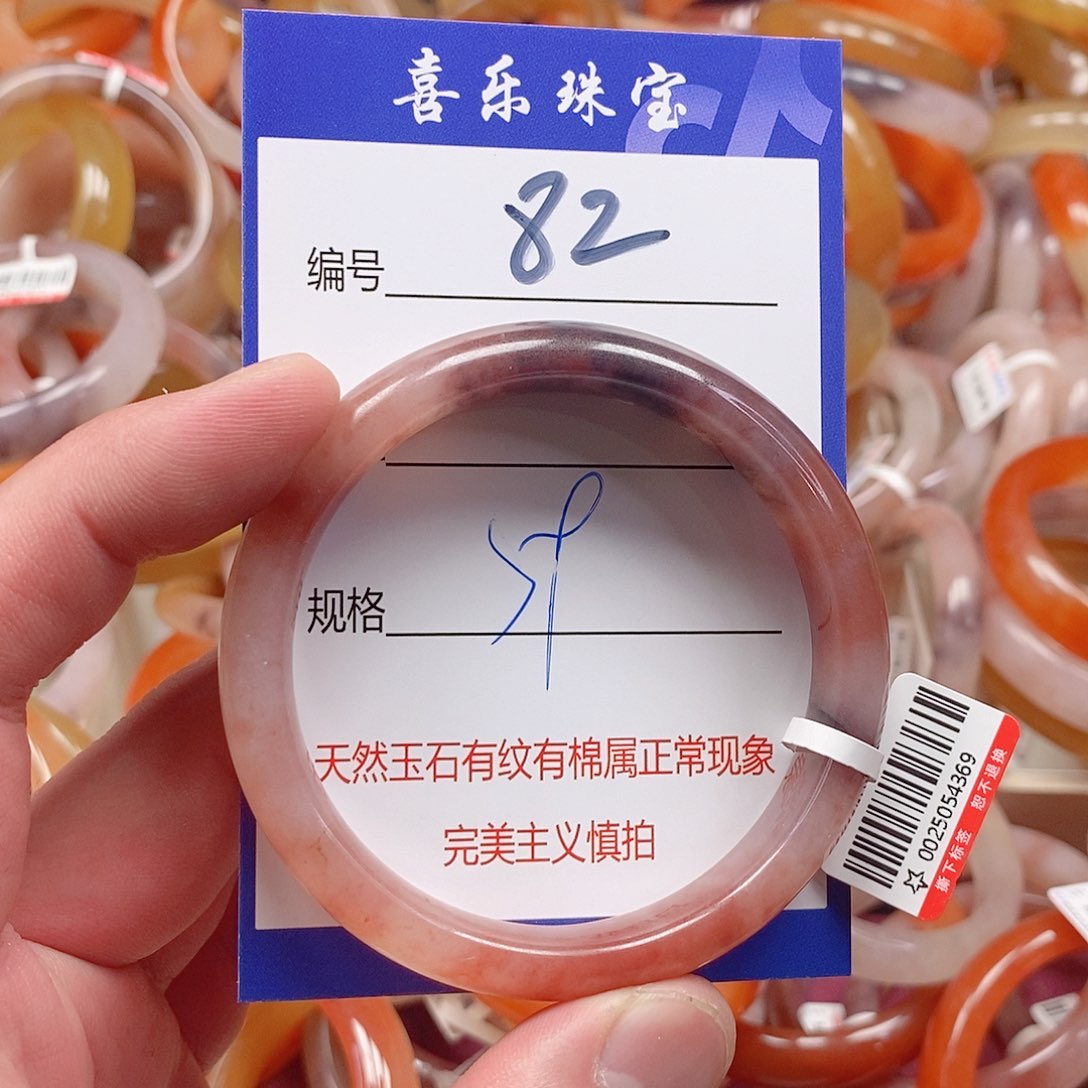 喜乐珠宝
编号 82
规格 59
天然玉石有纹有棉属正常现象
完美主义慎拍
0025054369
撕下标签 恕不退换